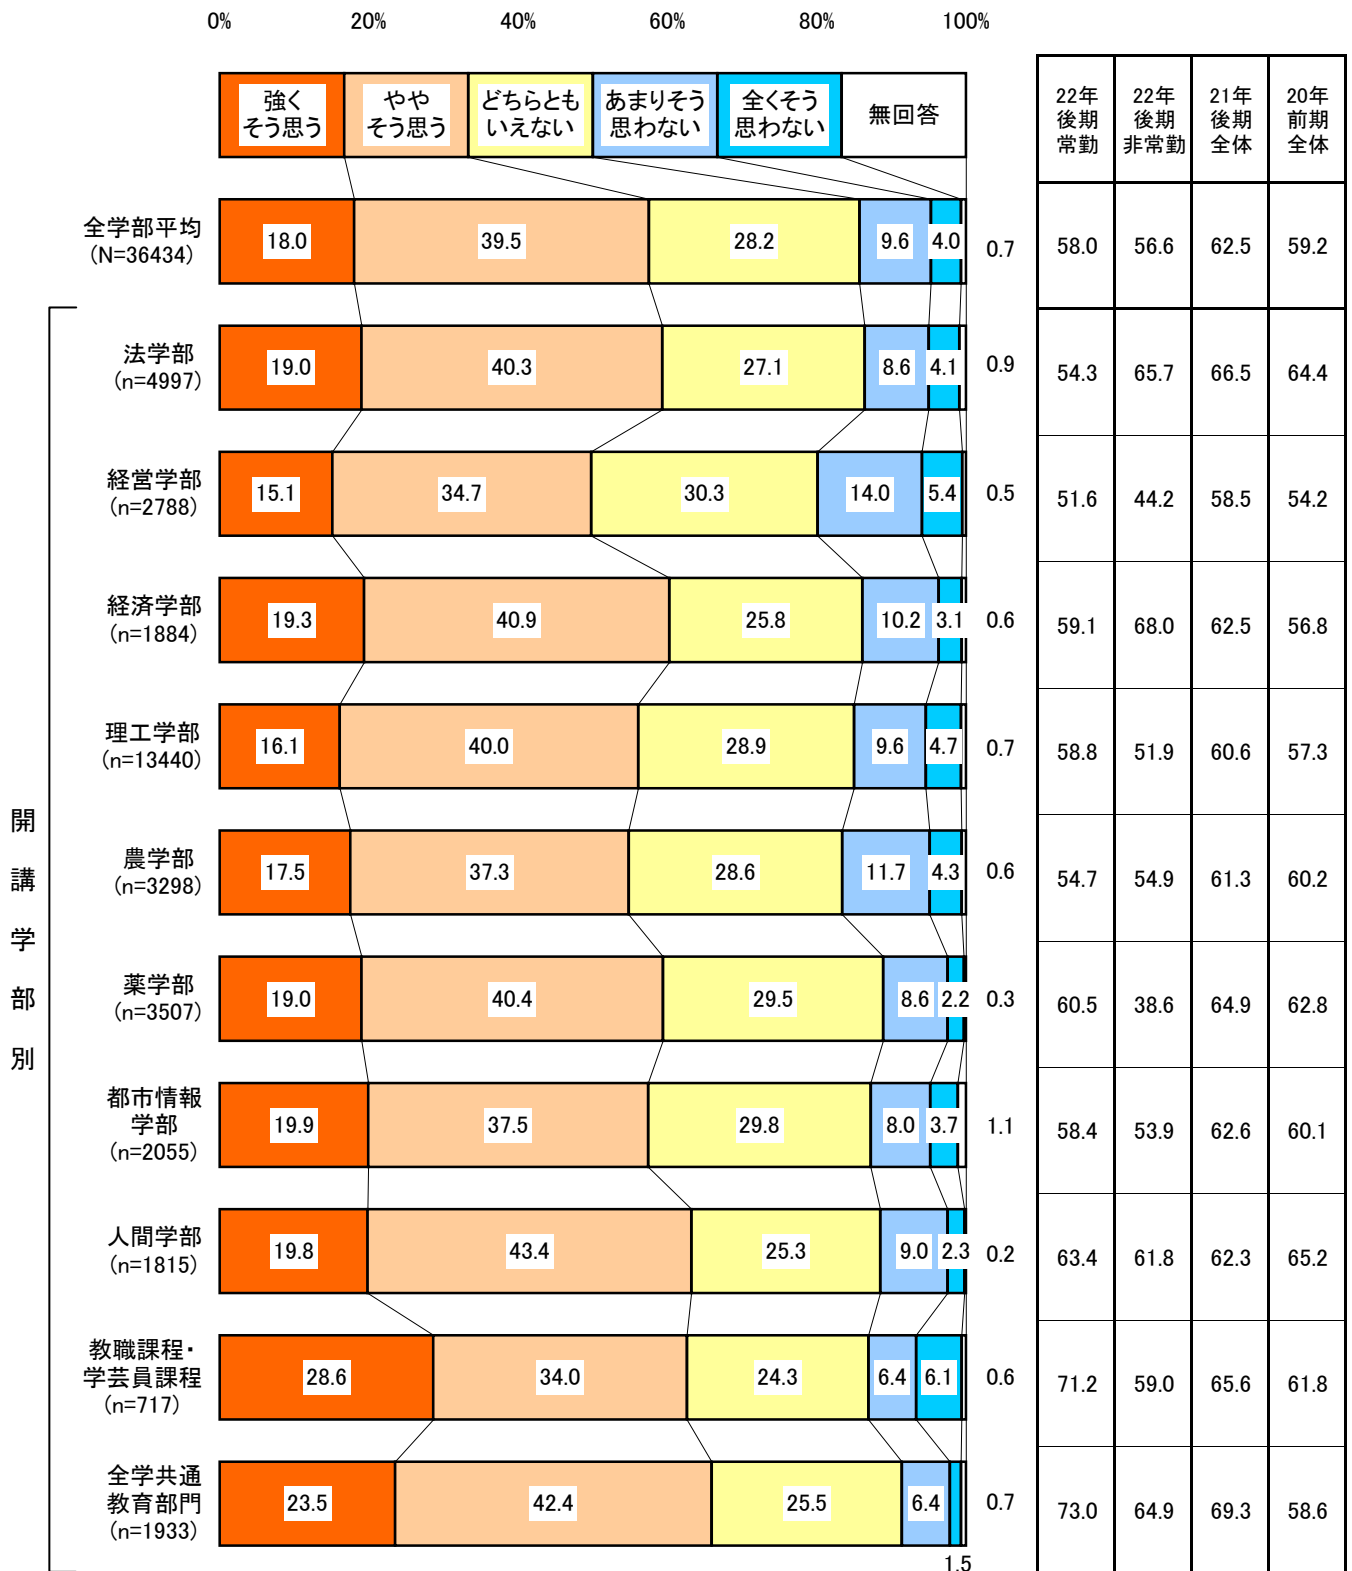 0% 20% 40% 60% 80% 100%
強く
そう思う
やや
そう思う
どちらとも
いえない
あまりそう
思わない
全くそう
思わない
無回答
22年
後期
常勤
22年
後期
非常勤
21年
後期
全体
20年
前期
全体
全学部平均
(N=36434)
18.0 39.5 28.2 9.6 4.0 0.7 58.0 56.6 62.5 59.2
開講学部別
法学部
(n=4997)
19.0 40.3 27.1 8.6 4.1 0.9 54.3 65.7 66.5 64.4
経営学部
(n=2788)
15.1 34.7 30.3 14.0 5.4 0.5 51.6 44.2 58.5 54.2
経済学部
(n=1884)
19.3 40.9 25.8 10.2 3.1 0.6 59.1 68.0 62.5 56.8
理工学部
(n=13440)
16.1 40.0 28.9 9.6 4.7 0.7 58.8 51.9 60.6 57.3
農学部
(n=3298)
17.5 37.3 28.6 11.7 4.3 0.6 54.7 54.9 61.3 60.2
薬学部
(n=3507)
19.0 40.4 29.5 8.6 2.2 0.3 60.5 38.6 64.9 62.8
都市情報
学部
(n=2055)
19.9 37.5 29.8 8.0 3.7 1.1 58.4 53.9 62.6 60.1
人間学部
(n=1815)
19.8 43.4 25.3 9.0 2.3 0.2 63.4 61.8 62.3 65.2
教職課程・
学芸員課程
(n=717)
28.6 34.0 24.3 6.4 6.1 0.6 71.2 59.0 65.6 61.8
全学共通
教育部門
(n=1933)
23.5 42.4 25.5 6.4 0.7 73.0 64.9 69.3 58.6
1.5